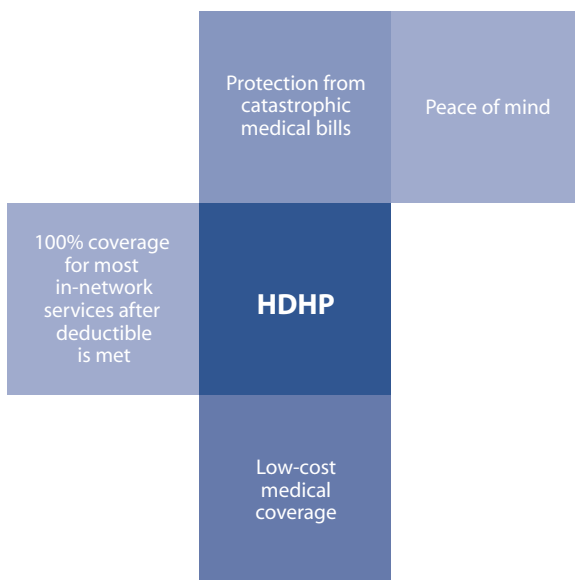 Protection from
catastrophic
medical bills
Peace of mind
100% coverage
for most
in-network
services after
deductible
is met
HDHP
Low-cost
medical
coverage